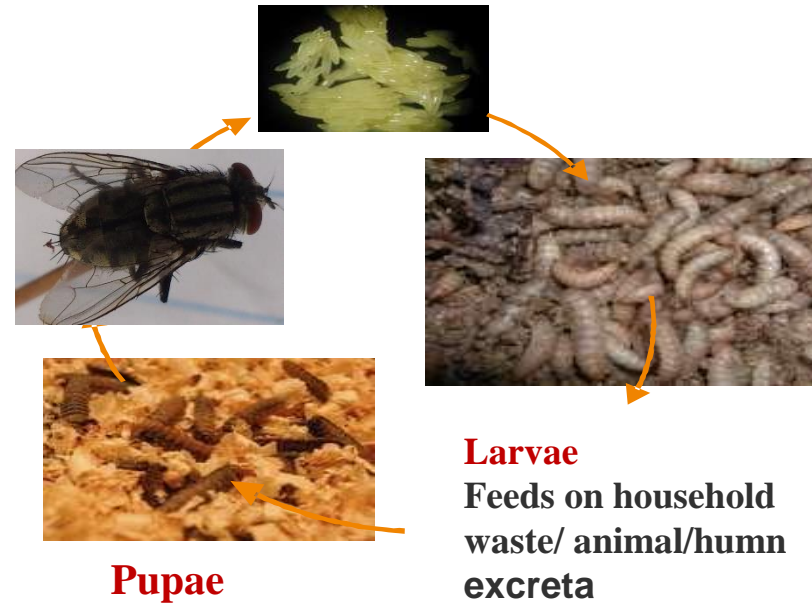 Larvae
Feeds on household
waste/ animal/humn
excreta
Pupae